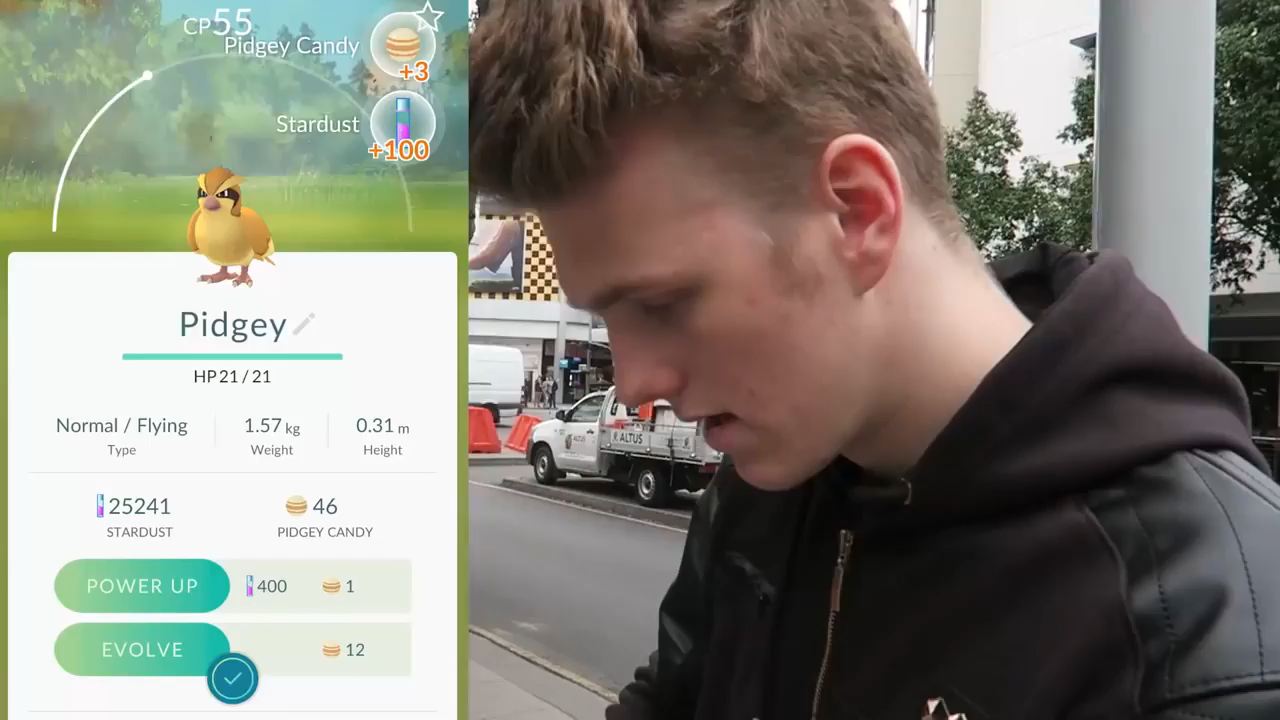 CP55
Pidgey Candy
+3
Stardust
+100
Pidgey
HP 21 / 21
Normal / Flying
Type
1.57 kg
Weight
0.31 m
Height
25241
STARDUST
46
PIDGEY CANDY
POWER UP
400
1
EVOLVE
12
ALTUS
ALTUS